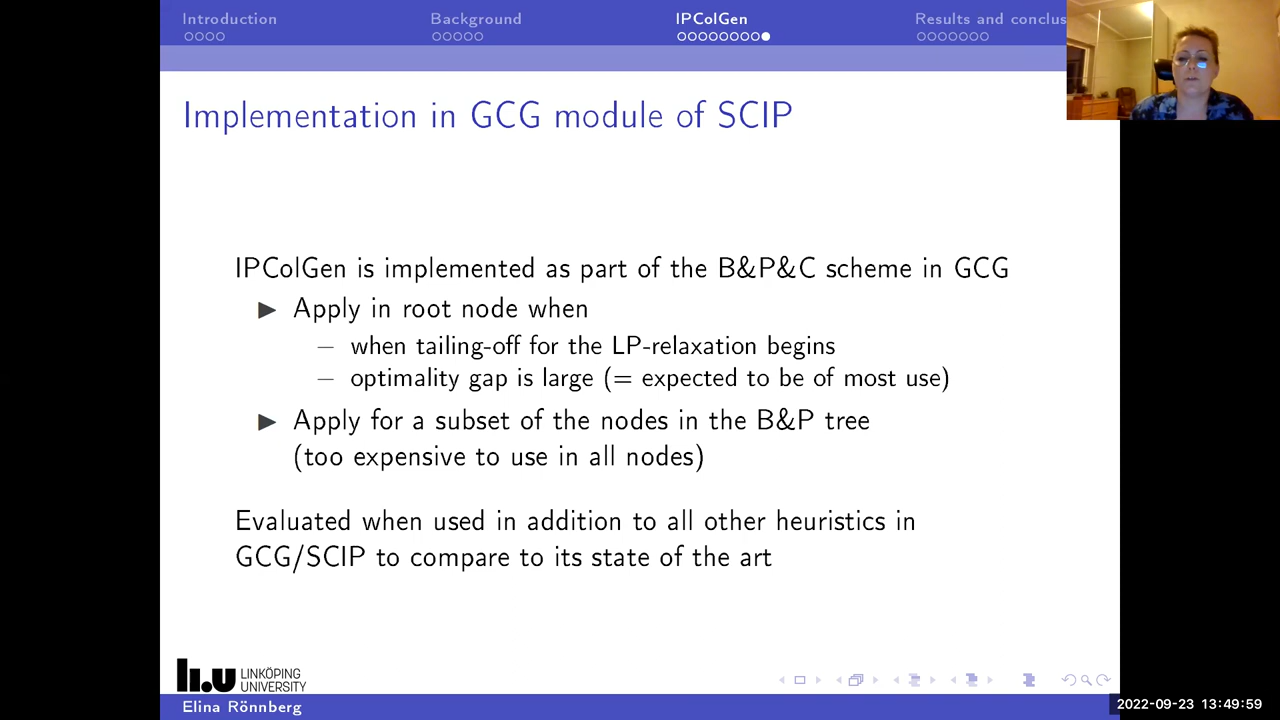 Introduction Background IPColGen Results and conclus
Implementation in GCG module of SCIP
IPColGen is implemented as part of the B&P&C scheme in GCG
▶ Apply in root node when
– when tailing-off for the LP-relaxation begins
– optimality gap is large (= expected to be of most use)
▶ Apply for a subset of the nodes in the B&P tree
(too expensive to use in all nodes)
Evaluated when used in addition to all other heuristics in
GCG/SCIP to compare to its state of the art
li.u LINKÖPING
UNIVERSITY
Elina Rönnberg
2022-09-23 13:49:59